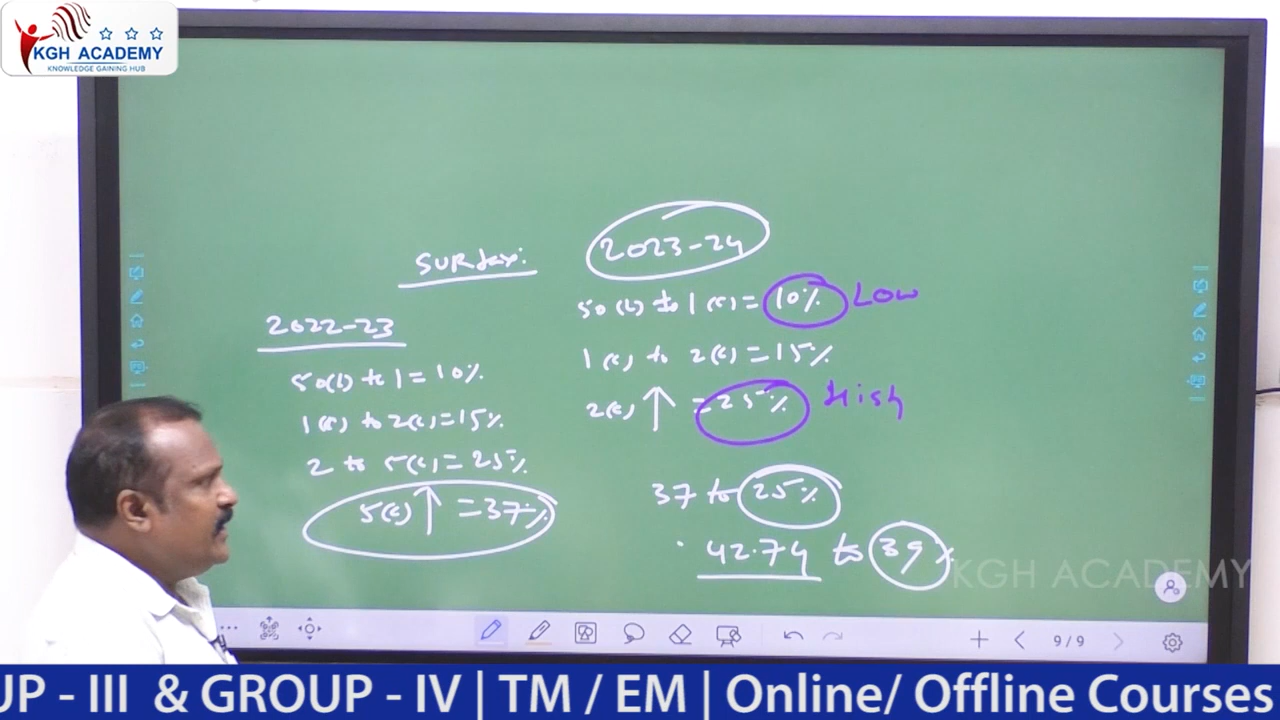 KGH ACADEMY
KNOWLEDGE GAINING HUB
SURtax:
2023-24
50(L) to 1(c) = 10% Low
1(c) to 2(c) = 15%
2(c) ↑ = 25% High
2022-23
50(L) to 1 = 10%
1(c) to 2(c) = 15%
2 to 5(c) = 25%
5(c) ↑ = 37%
37 to 25%
42.74 to 39%
KGH ACADEMY
9/9
UP - III & GROUP - IV | TM / EM | Online/ Offline Courses